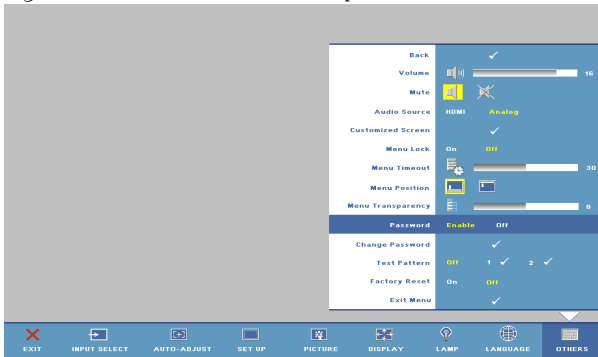 Back
Volume 16
Mute
Audio Source HDMI Analog
Customized Screen
Menu Lock On Off
Menu Timeout 30
Menu Position
Menu Transparency 0
Password Enable Off
Change Password
Test Pattern Off 1 2
Factory Reset On Off
Exit Menu
EXIT INPUT SELECT AUTO-ADJUST SET UP PICTURE DISPLAY LAMP LANGUAGE OTHERS